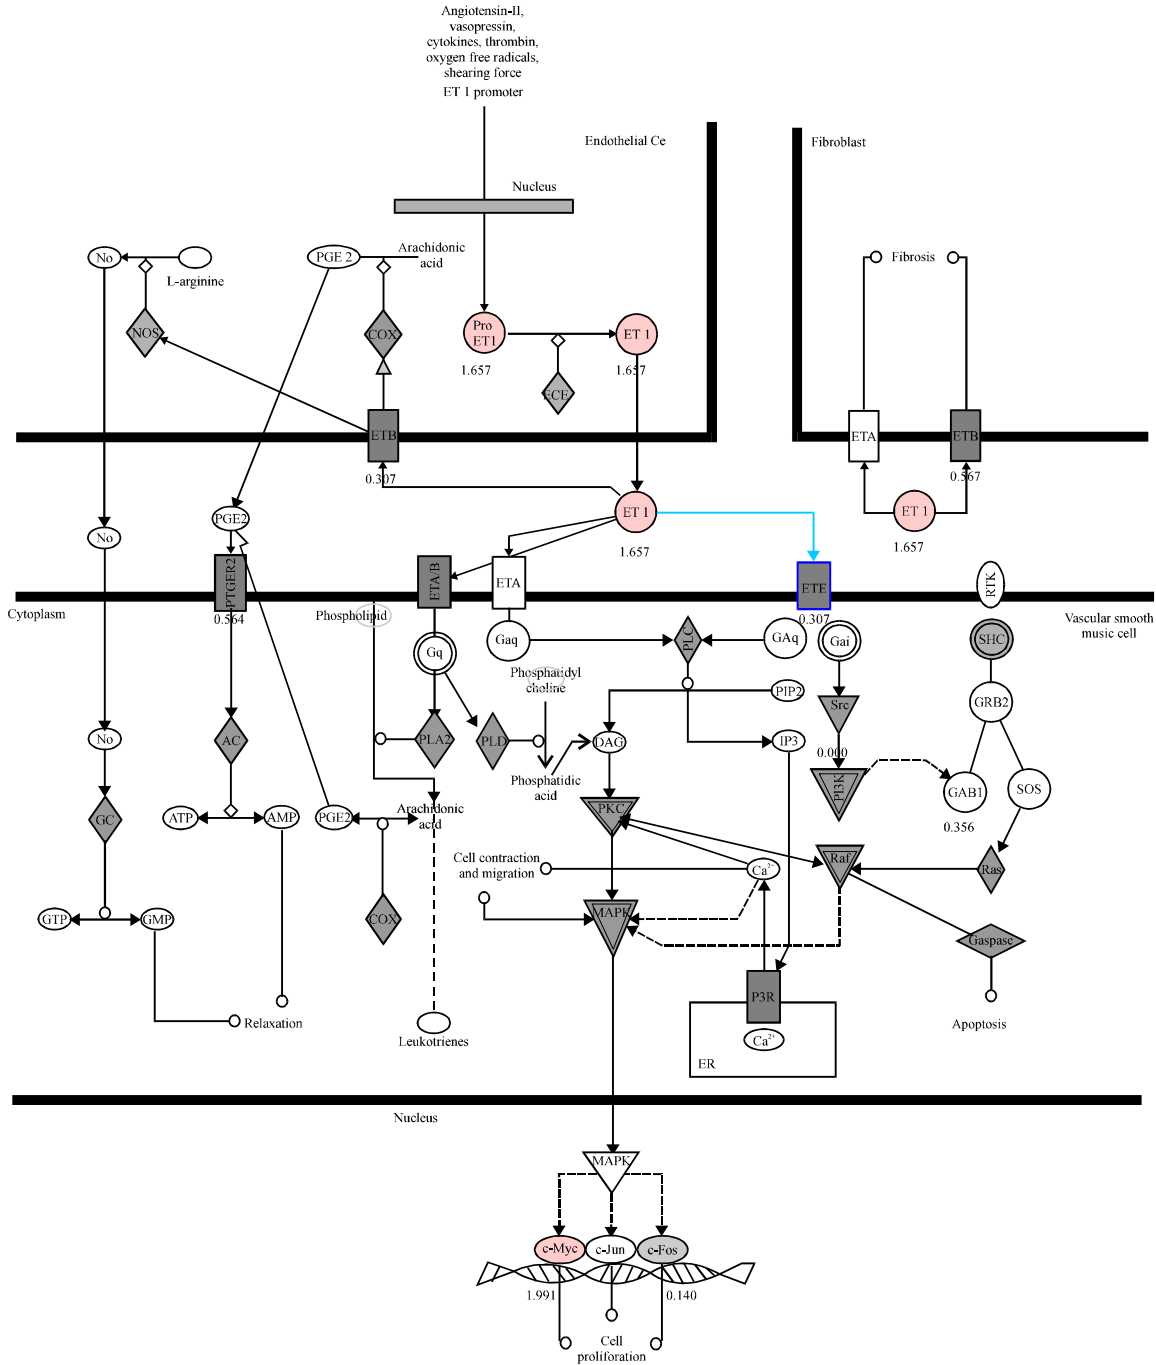 Angiotensin-II,
vasopressin,
cytokines, thrombin,
oxygen free radicals,
shearing force
ET 1 promoter
Endothelial Ce
Fibroblast
Nucleus
No
L-arginine
PGE 2
Arachidonic
acid
Fibrosis
NOS
COX
Pro
ET1
1.657
ET 1
1.657
ECE
ETB
0.307
ETA
ETB
0.567
ET 1
1.657
ET 1
1.657
No
PGE2
PTGER2
0.564
ETA/B
ETA
ETE
0.307
RTK
Cytoplasm
Phospholipid
Vascular smooth
music cell
Gq
Gaq
PLC
GAq
Gai
SHC
Phosphatidyl
choline
PIP2
Src
0.000
GRB2
No
AC
PLA2
PLD
DAG
IP3
Phosphatidic
acid
PI3K
GAB1
0.356
SOS
GC
ATP
AMP
PGE2
Arachidonic
acid
PKC
Cell contraction
and migration
Ca2-
Raf
Ras
GTP
GMP
COX
MAPK
Gaspase
P3R
Ca2+
ER
Relaxation
Leukotrienes
Apoptosis
Nucleus
MAPK
c-Myc
c-Jun
c-Fos
1.991
0.140
Cell
proliforation